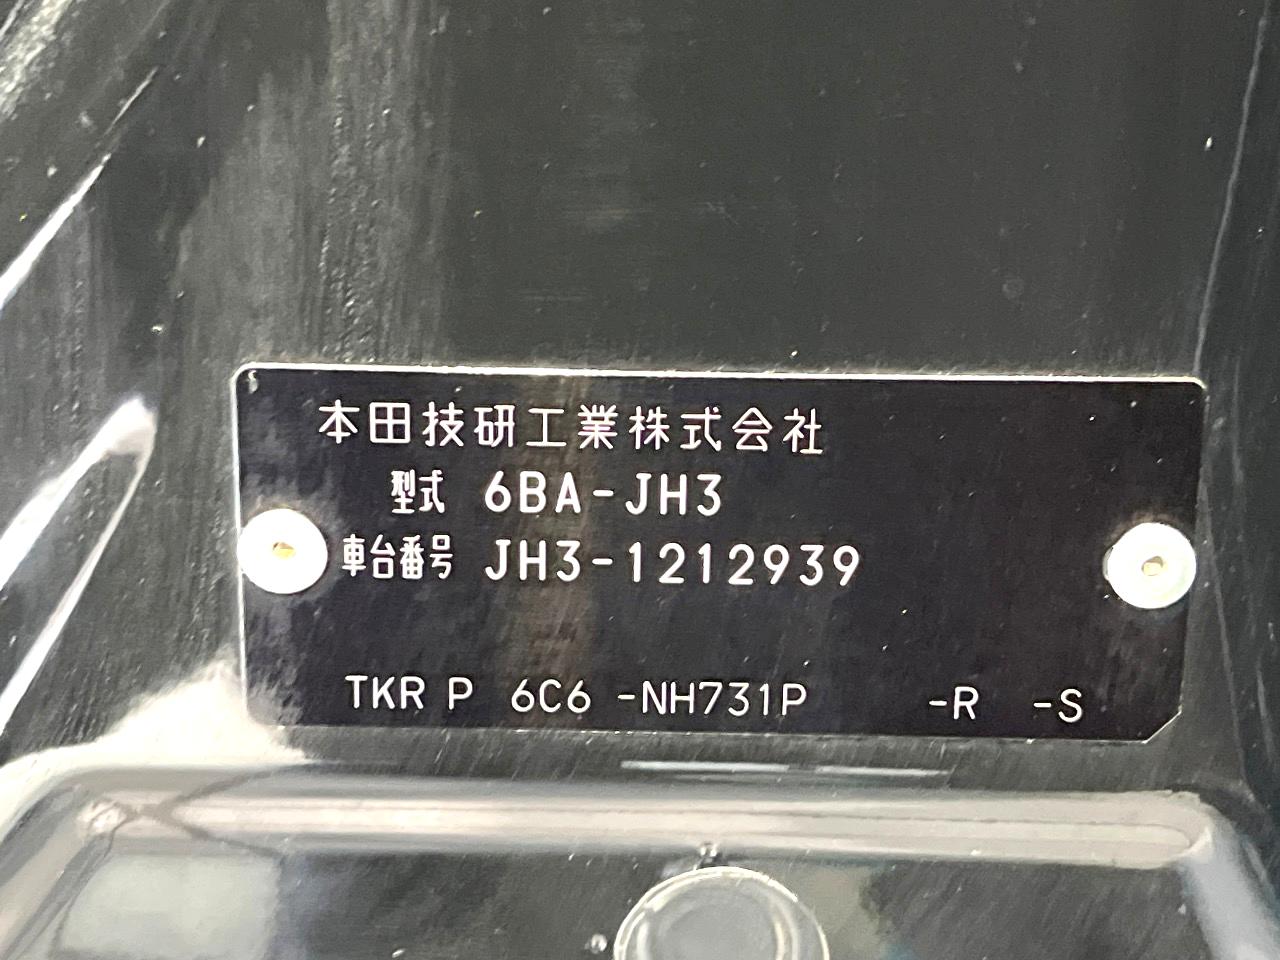 本田技研工業株式会社
型式 6BA-JH3
車台番号 JH3-1212939
TKR P 6C6 -NH731P -R -S